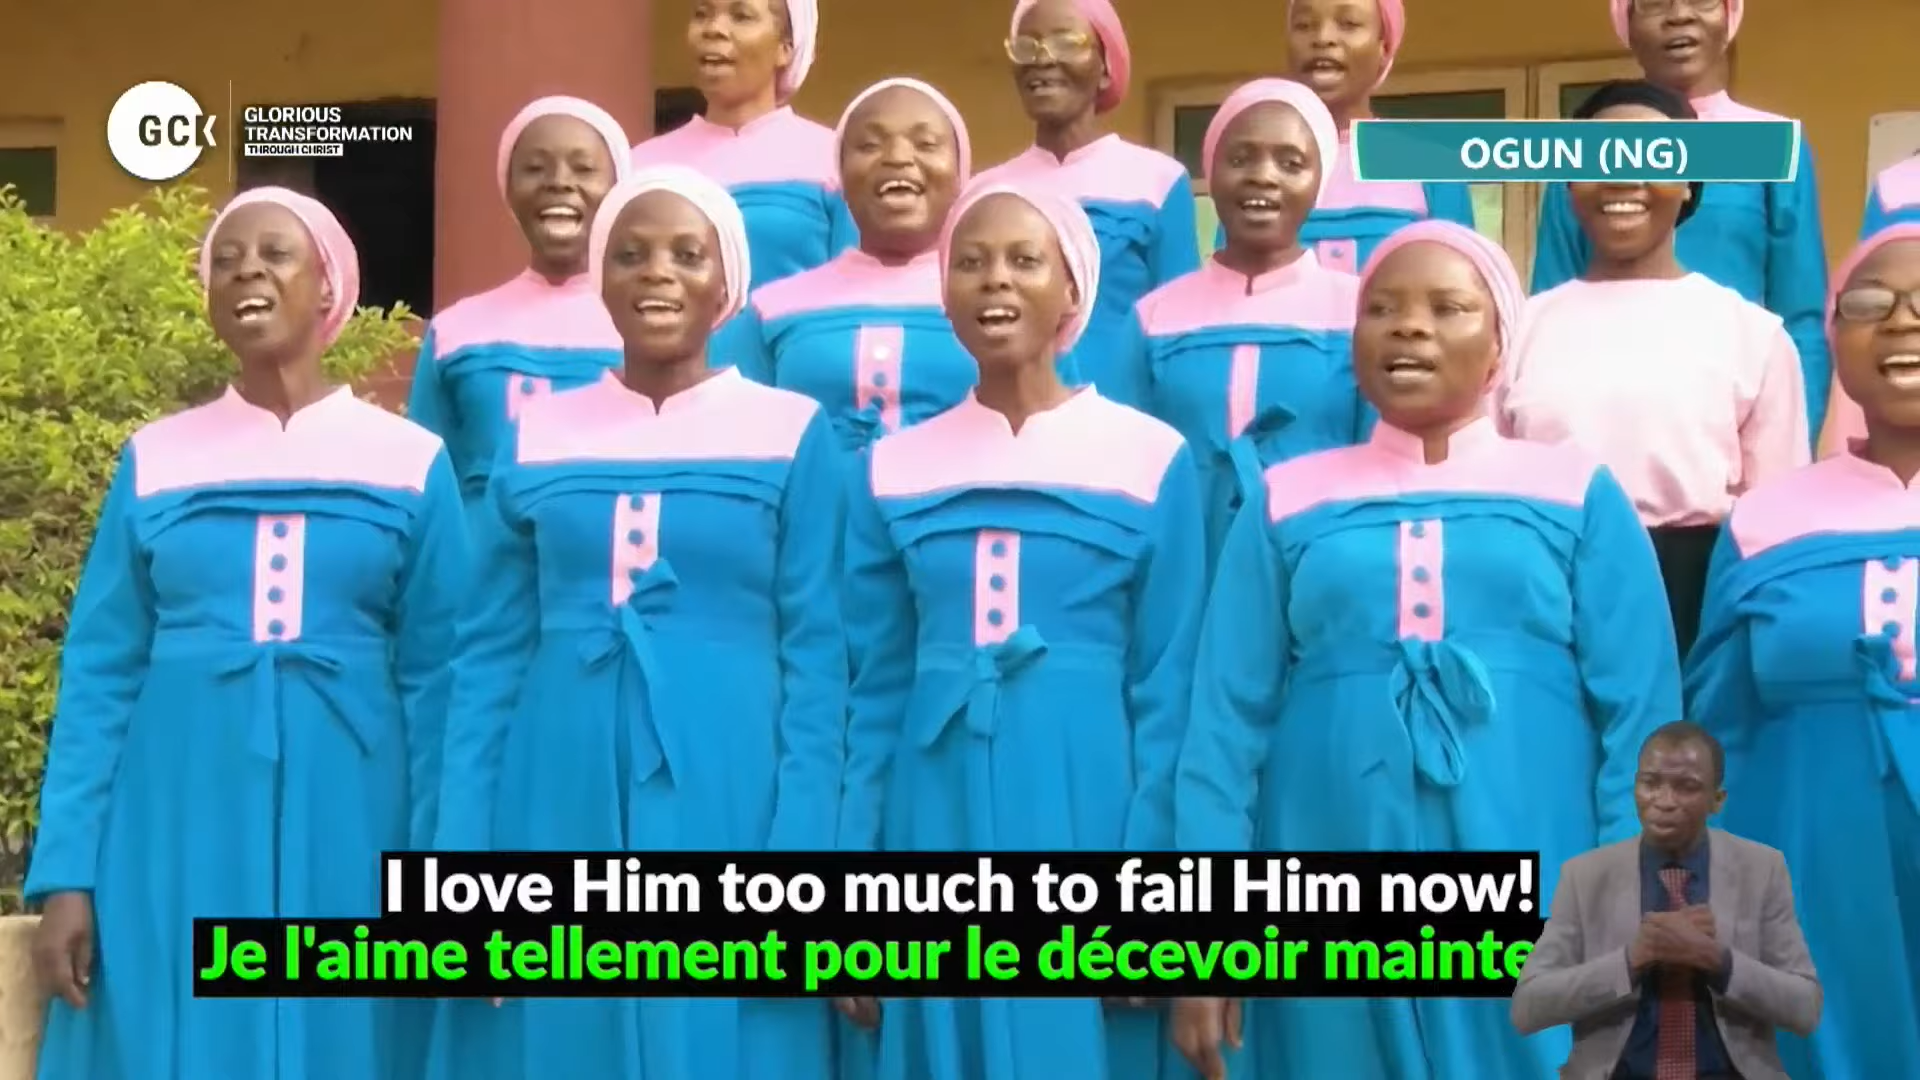 GCK
GLORIOUS
TRANSFORMATION
THROUGH CHRIST
OGUN (NG)
I love Him too much to fail Him now!
Je l'aime tellement pour le décevoir mainte